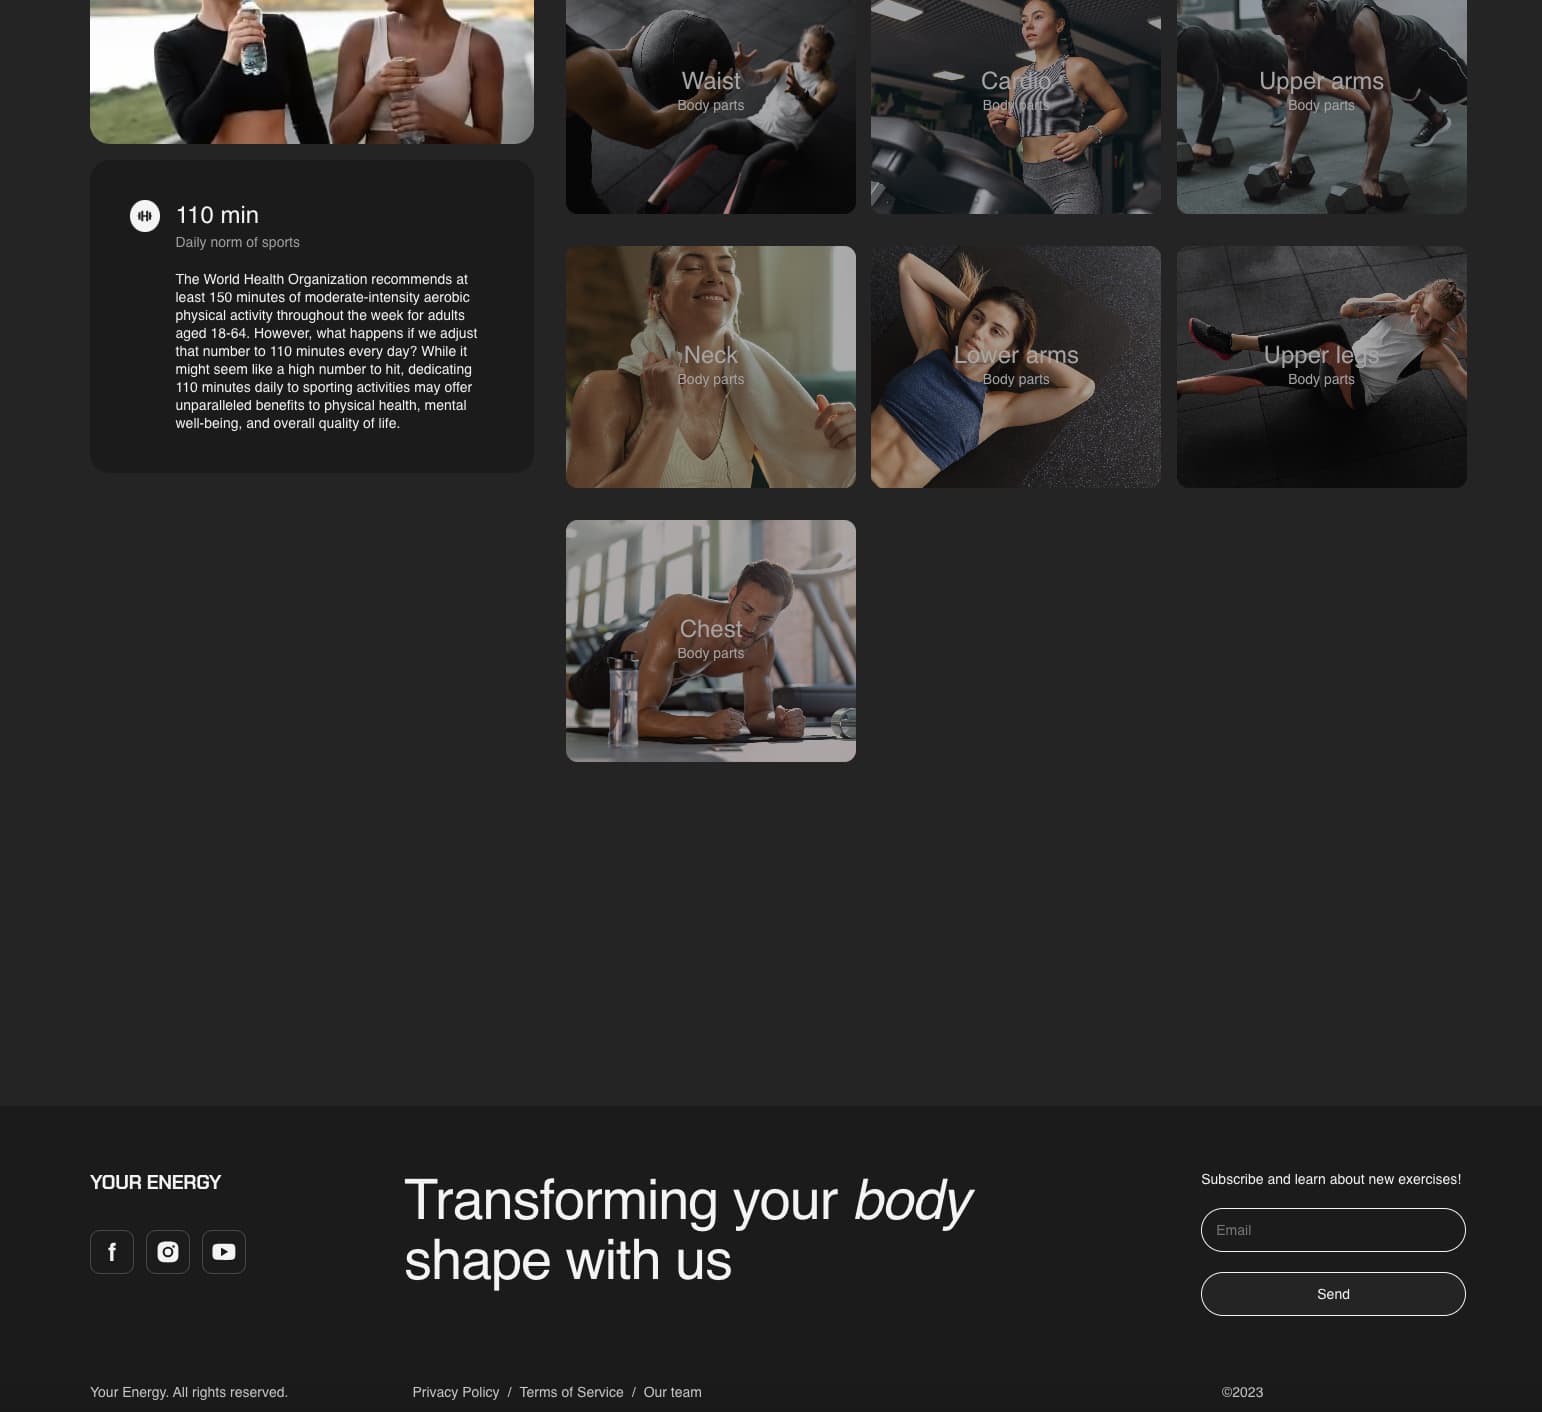 Waist
Body parts
Cardio
Body parts
Upper arms
Body parts
110 min
Daily norm of sports
The World Health Organization recommends at
least 150 minutes of moderate-intensity aerobic
physical activity throughout the week for adults
aged 18-64. However, what happens if we adjust
that number to 110 minutes every day? While it
might seem like a high number to hit, dedicating
110 minutes daily to sporting activities may offer
unparalleled benefits to physical health, mental
well-being, and overall quality of life.
Neck
Body parts
Lower arms
Body parts
Upper legs
Body parts
Chest
Body parts
YOUR ENERGY
Transforming your body
shape with us
Subscribe and learn about new exercises!
Email
Send
Your Energy. All rights reserved.
Privacy Policy / Terms of Service / Our team
©2023